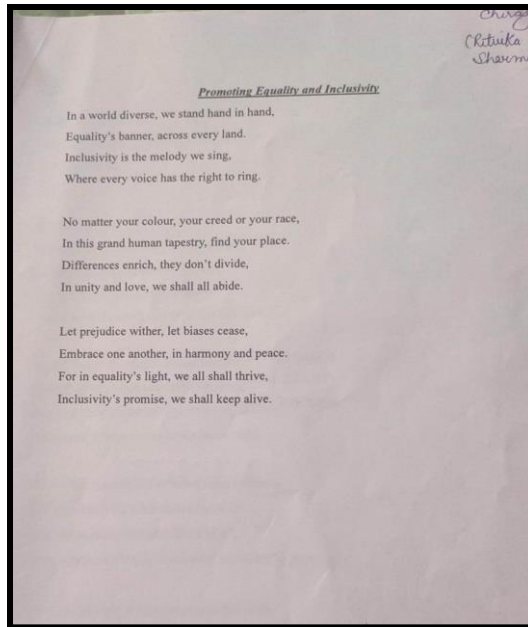 (Ritwika
Promoting Equality and Inclusivity
In a world diverse, we stand hand in hand,
Equality's banner, across every land.
Inclusivity is the melody we sing,
Where every voice has the right to ring.
No matter your colour, your creed or your race,
In this grand human tapestry, find your place.
Differences enrich, they don't divide,
In unity and love, we shall all abide.
Let prejudice wither, let biases cease,
Embrace one another, in harmony and peace.
For in equality's light, we all shall thrive,
Inclusivity's promise, we shall keep alive.